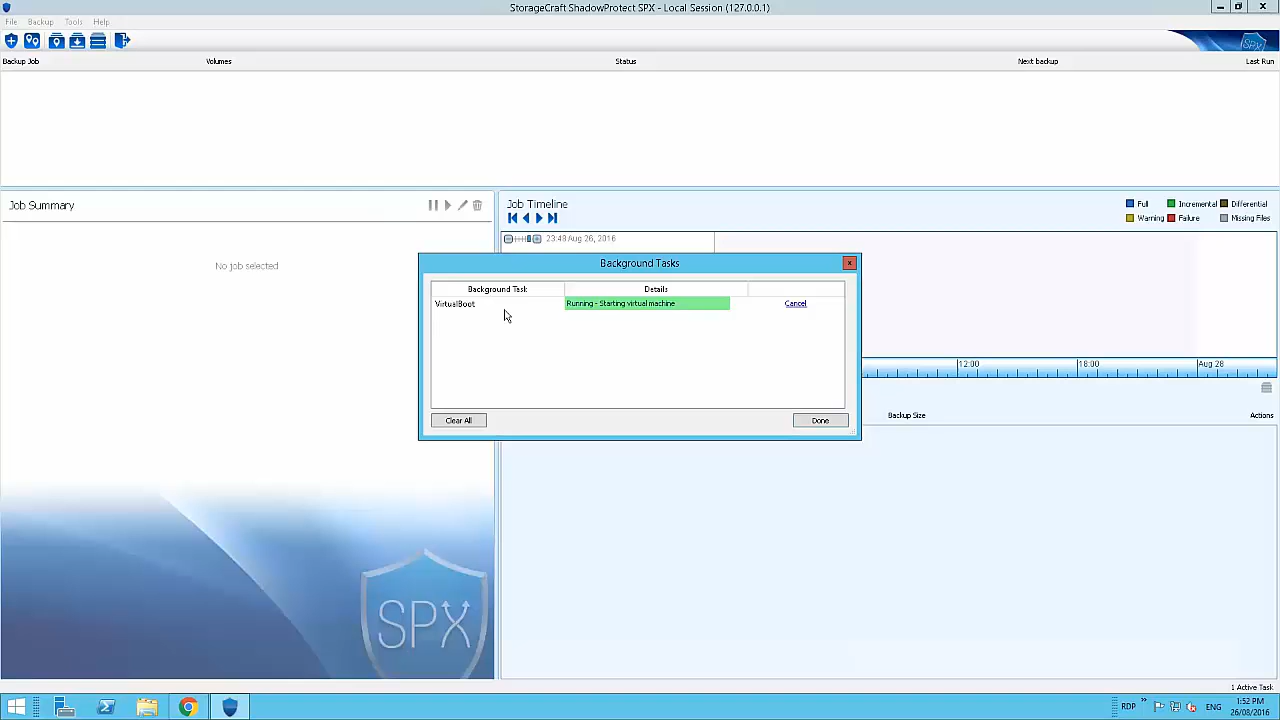 StorageCraft ShadowProtect SPX - Local Session (127.0.0.1)
File Backup Tools Help
SPX
Backup Job Volumes Status Next backup Last Run
Job Summary
No job selected
Job Timeline
Full Incremental Differential
Warning Failure Missing Files
23:48 Aug 26, 2016
Background Tasks
Background Task Details
VirtualBoot Running - Starting virtual machine Cancel
Clear All Done
12:00 18:00 Aug 28
Backup Size Actions
SPX
1 Active Task
RDP ENG 1:52 PM
26/08/2016